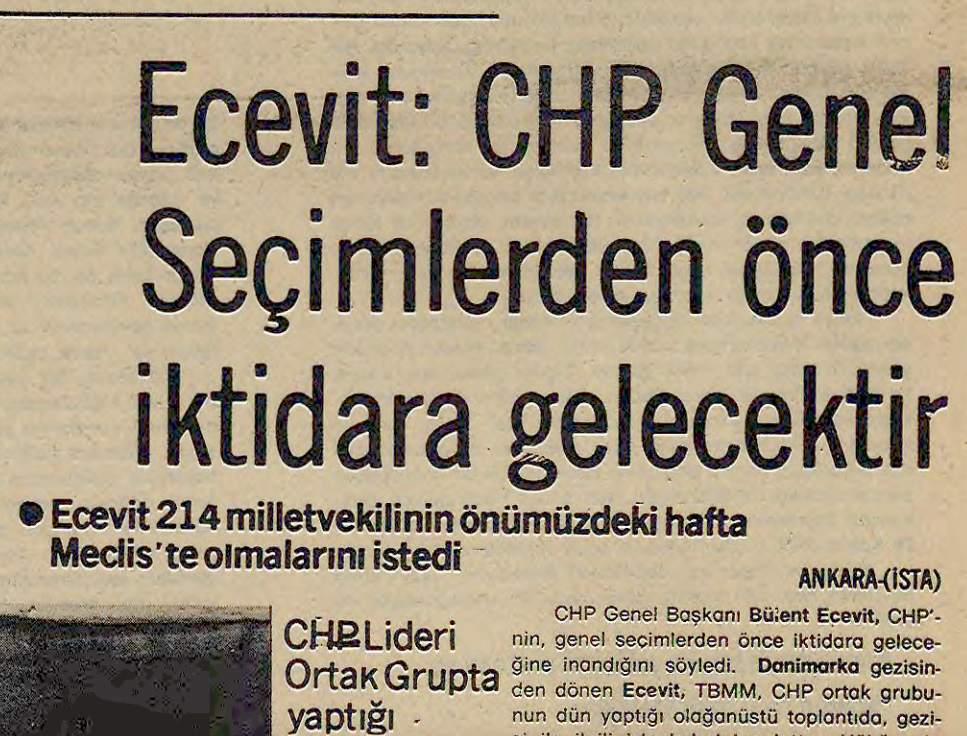 Ecevit: CHP Genel
Seçimlerden önce
iktidara gelecektir
● Ecevit 214 milletvekilinin önümüzdeki hafta
Meclis'te olmalarını istedi
ANKARA-(İSTA)
CHP Lideri
Ortak Grupta
yaptığı
CHP Genel Başkanı Bülent Ecevit, CHP'-
nin, genel seçimlerden önce iktidara gelece-
ğine inandığını söyledi. Danimarka gezisin-
den dönen Ecevit, TBMM, CHP ortak grubu-
nun dün yaptığı olağanüstü toplantıda, gezi-